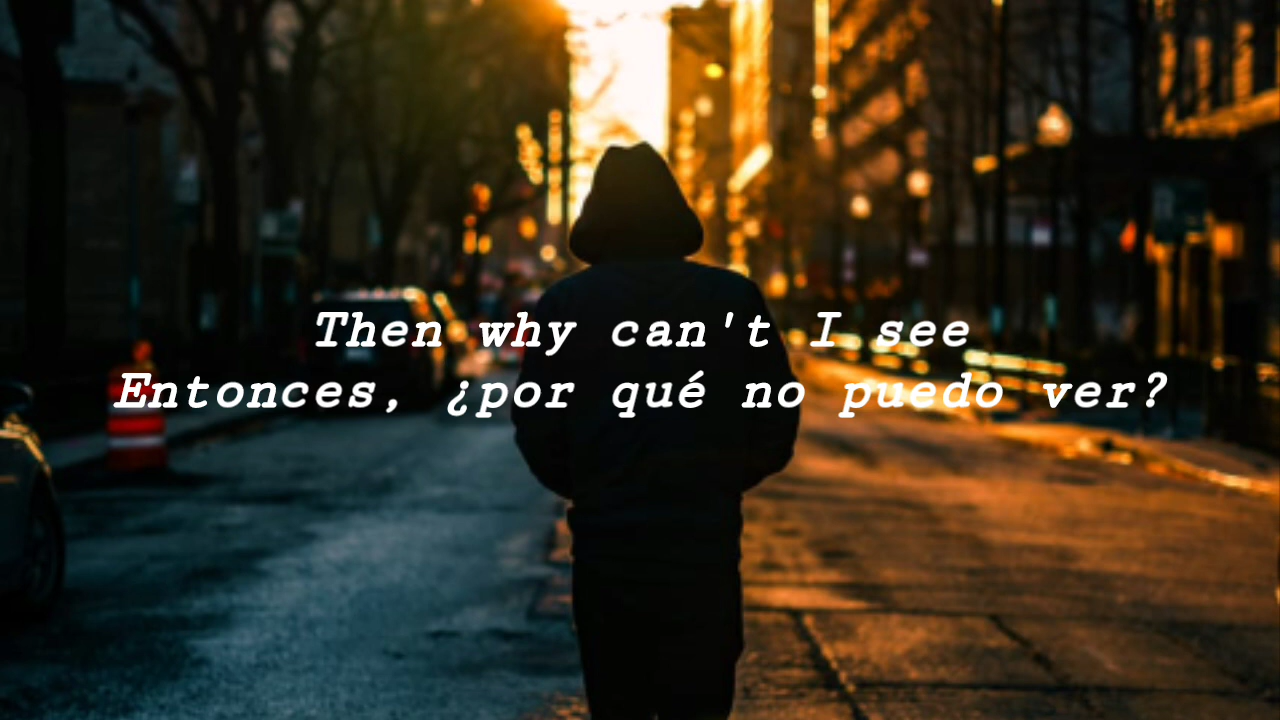 Then why can't I see
Entonces, ¿por qué no puedo ver?